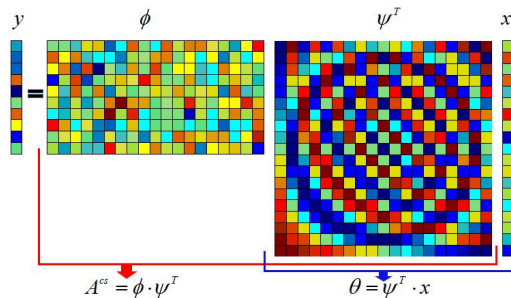 y = ϕ ψ^T x
A^{cs} = ϕ · ψ^T
θ = ψ^T · x